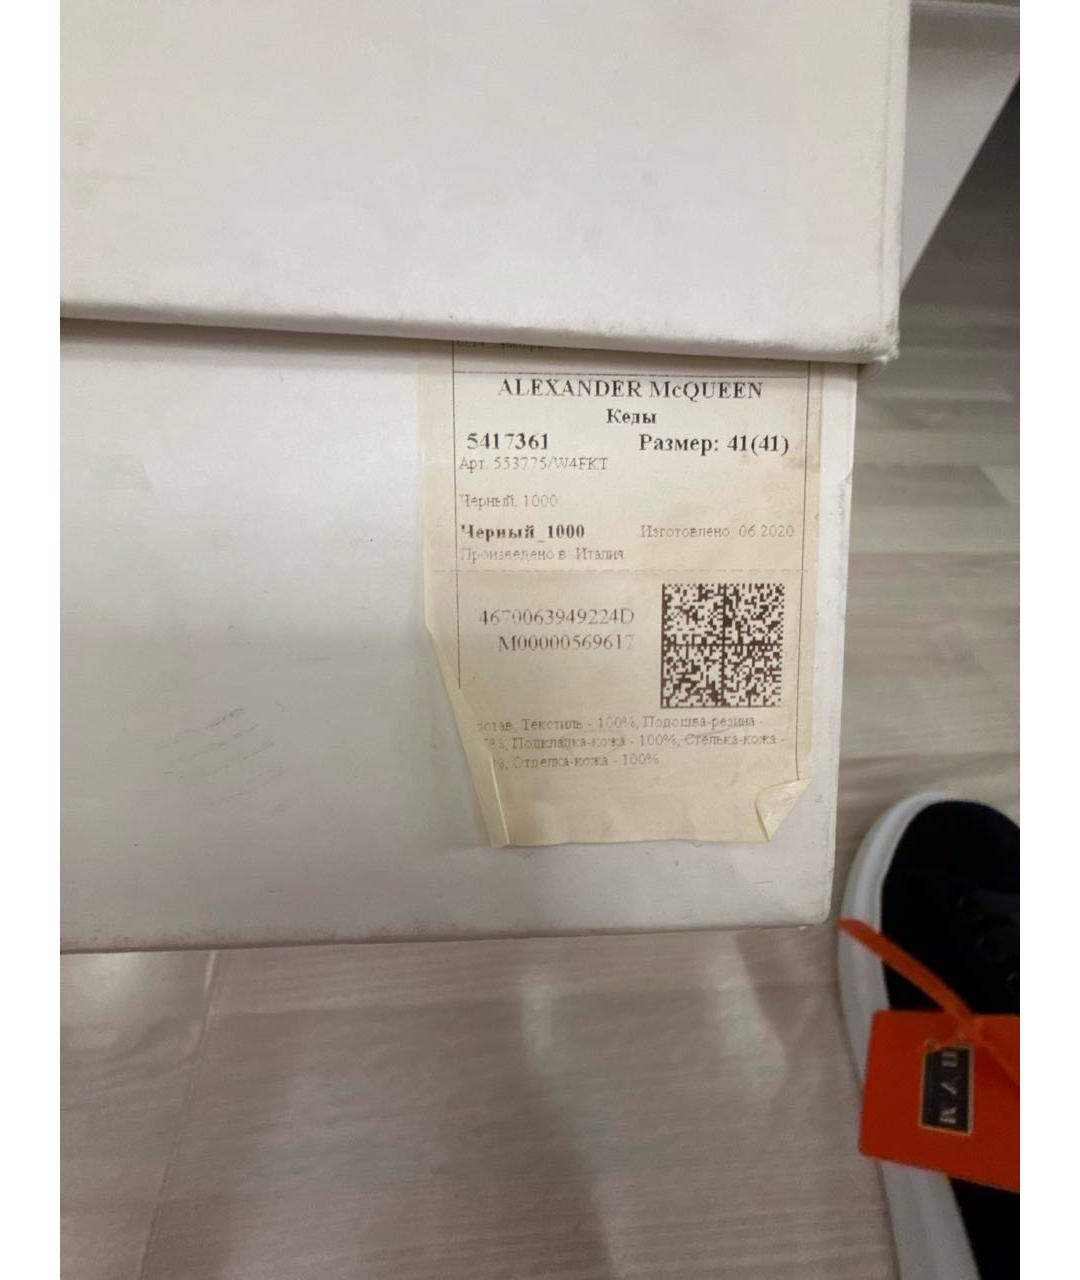 ALEXANDER McQUEEN
Кеды
5417361 Размер: 41(41)
Арт. 553775/W4FKT
Черный, 1000
Черный_1000 Изготовлено: 06.2020
Произведено в: Италия
4670063949224D
M00000569617
остав: Текстиль - 100%, Подошва-резина -
%, Подкладка-кожа - 100%, Стелька-кожа -
%, Отделка-кожа - 100%